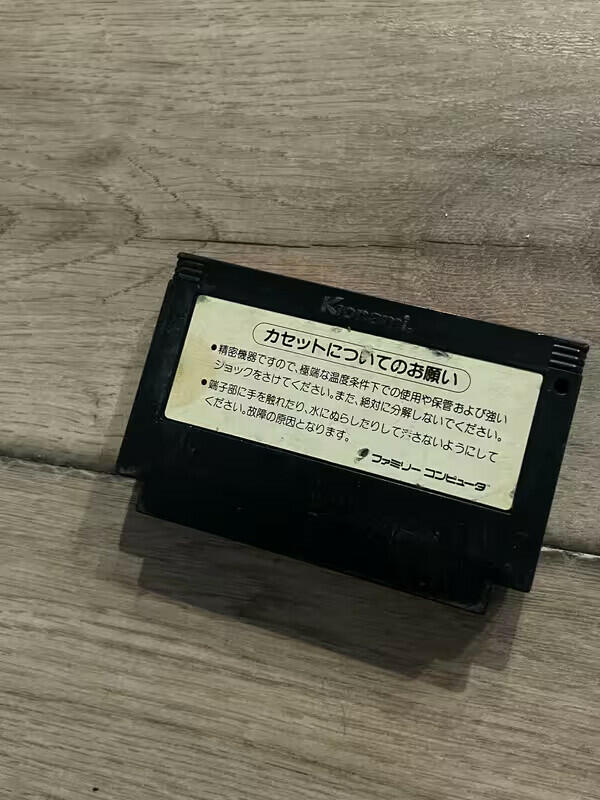 Konami
カセットについてのお願い
●精密機器ですので、極端な温度条件下での使用や保管および強い
ショックをさけてください。また、絶対に分解しないでください。
●端子部に手を触れたり、水にぬらしたりして汚さないようにして
ください。故障の原因となります。
ファミリー コンピュータ